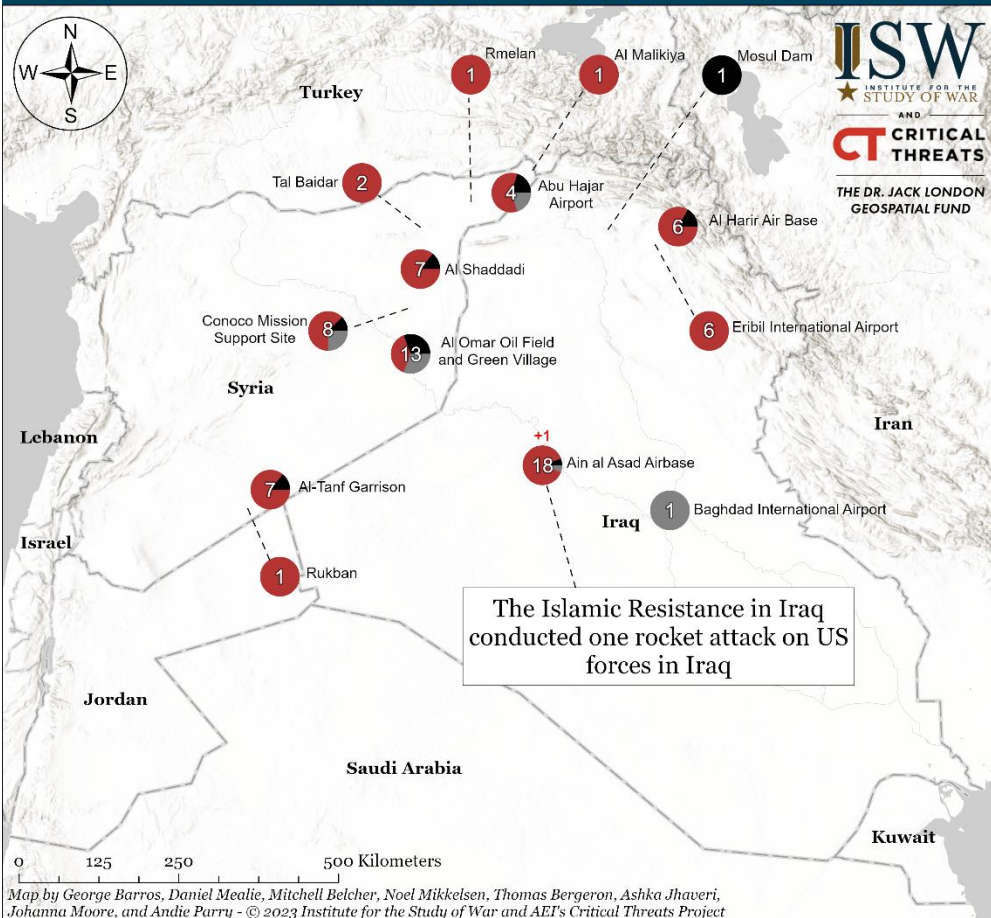 N
W E
S
Turkey
Rmelan
1
Al Malikiya
1
Mosul Dam
1
ISW
INSTITUTE FOR THE
STUDY OF WAR
AND
CT CRITICAL
THREATS
THE DR. JACK LONDON
GEOSPATIAL FUND
Tal Baidar
2
4
Abu Hajar
Airport
6
Al Harir Air Base
7
Al Shaddadi
Conoco Mission
Support Site
8
13
Al Omar Oil Field
and Green Village
6
Eribil International Airport
Syria
Lebanon
Iran
+1
18
Ain al Asad Airbase
7
Al-Tanf Garrison
1
Baghdad International Airport
Iraq
Israel
1
Rukban
The Islamic Resistance in Iraq
conducted one rocket attack on US
forces in Iraq
Jordan
Saudi Arabia
Kuwait
0 125 250 500 Kilometers
Map by George Barros, Daniel Mealie, Mitchell Belcher, Noel Mikkelsen, Thomas Bergeron, Ashka Jhaveri,
Johanna Moore, and Andie Parry - © 2023 Institute for the Study of War and AEI's Critical Threats Project